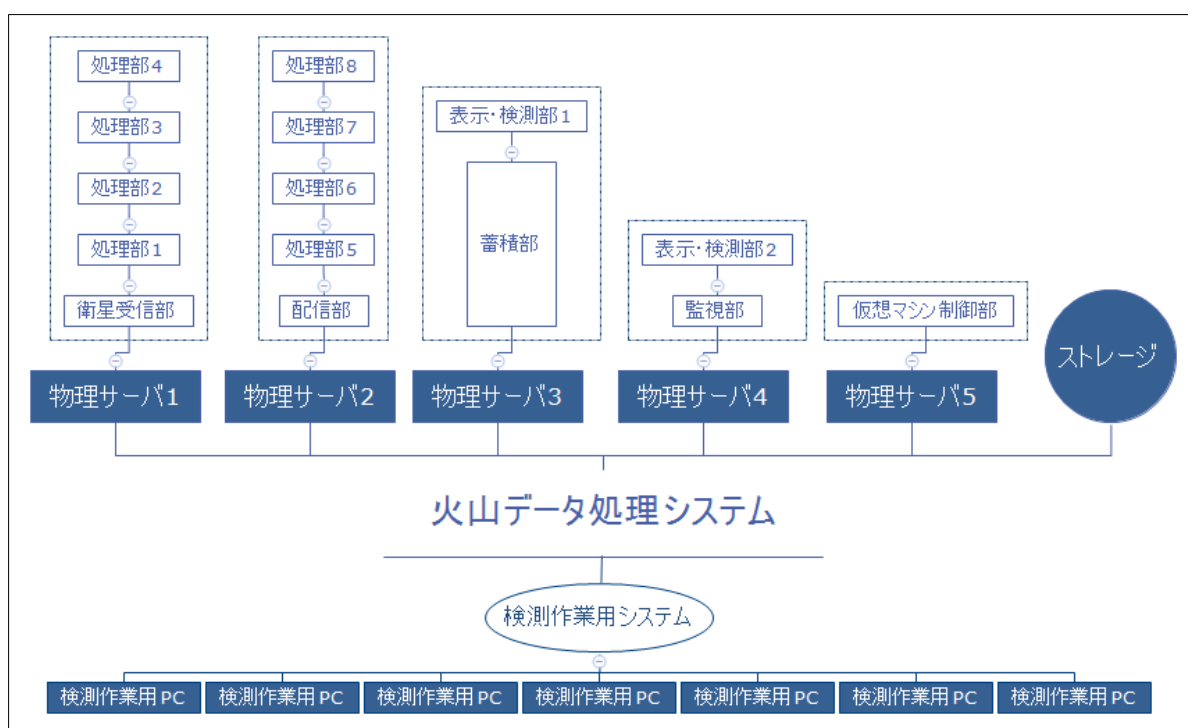 処理部4
処理部3
処理部2
処理部1
衛星受信部
物理サーバ1
処理部8
処理部7
処理部6
処理部5
配信部
物理サーバ2
表示・検測部1
蓄積部
物理サーバ3
表示・検測部2
監視部
物理サーバ4
仮想マシン制御部
物理サーバ5
ストレージ
火山データ処理システム
検測作業用システム
検測作業用PC
検測作業用PC
検測作業用PC
検測作業用PC
検測作業用PC
検測作業用PC
検測作業用PC